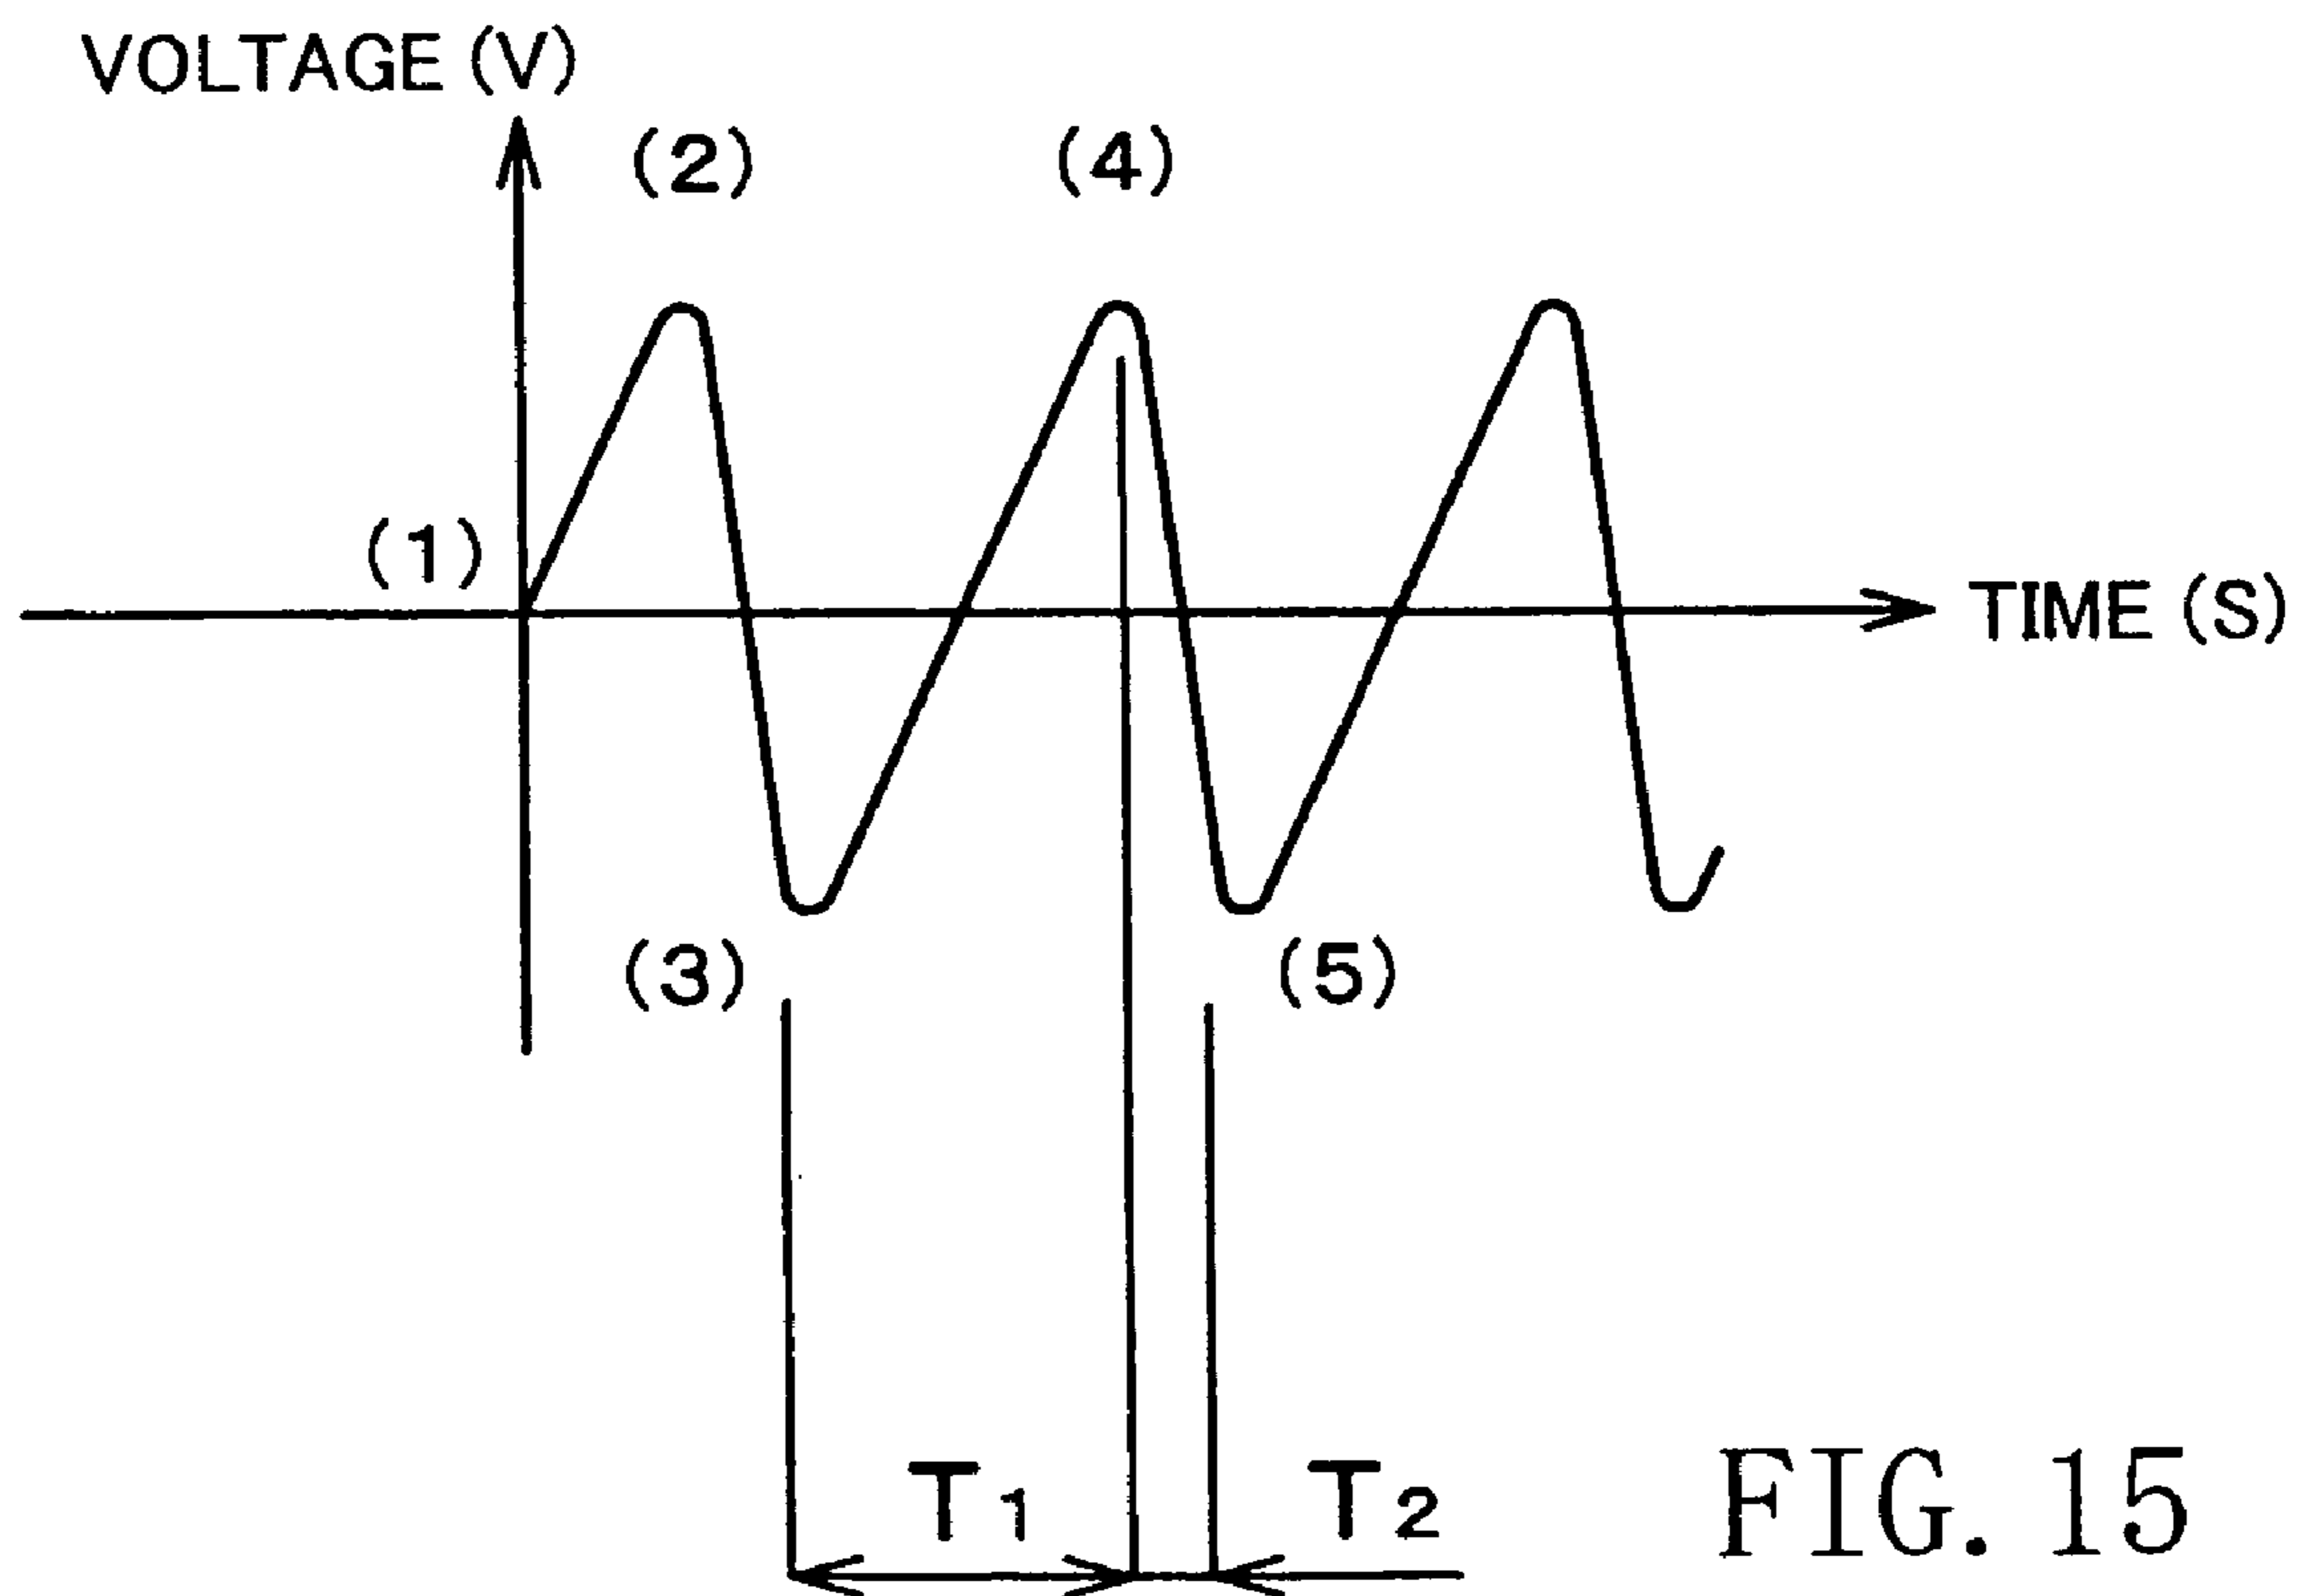 VOLTAGE (V)
(2)
(4)
(1)
TIME (S)
(3)
(5)
T1
T2
FIG. 15